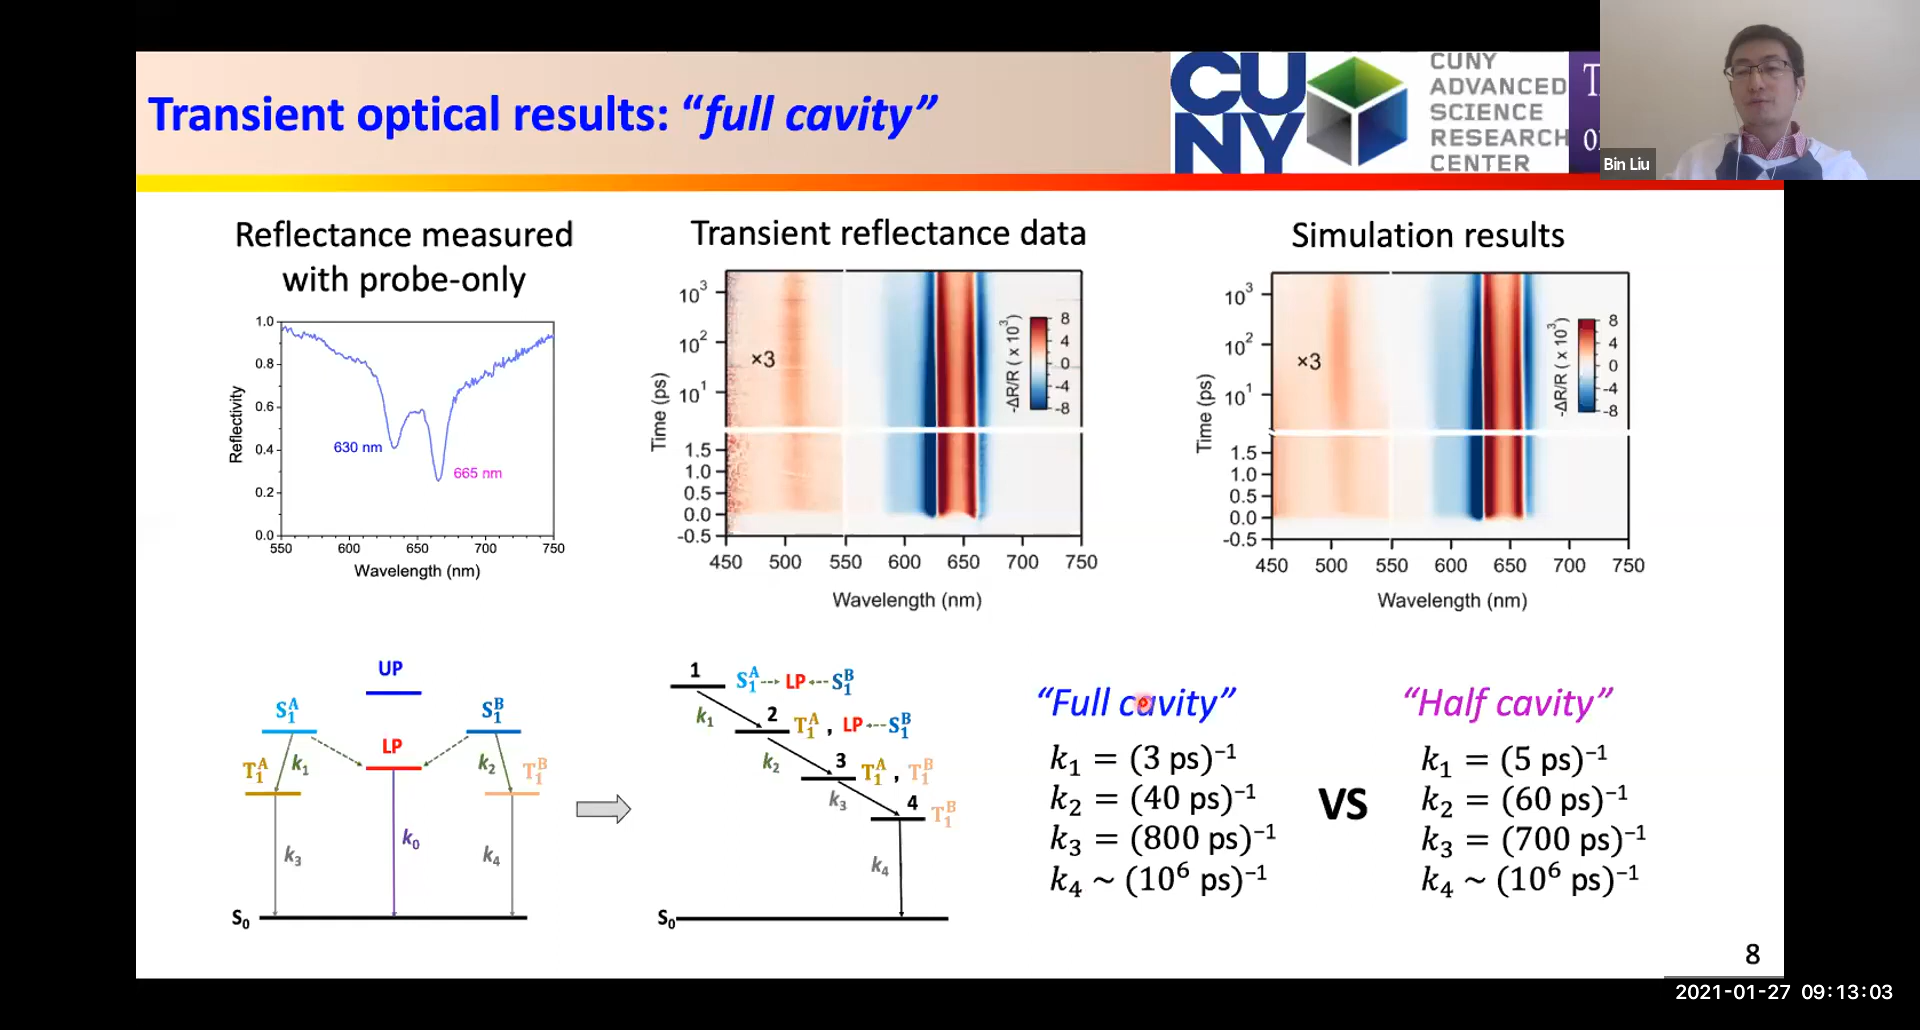 Transient optical results: “full cavity”
CU
NY
CUNY
ADVANCED
SCIENCE
RESEARCH
CENTER
Bin Liu
Reflectance measured
with probe-only
Transient reflectance data
Simulation results
1.0
0.8
0.6
0.4
0.2
0.0
Reflectivity
630 nm
665 nm
550 600 650 700 750
Wavelength (nm)
10³
10²
10¹
1.5
1.0
0.5
0.0
-0.5
Time (ps)
×3
-ΔR/R ( x 10³)
8
4
0
-4
-8
450 500 550 600 650 700 750
Wavelength (nm)
10³
10²
10¹
1.5
1.0
0.5
0.0
-0.5
Time (ps)
×3
-ΔR/R ( x 10³)
8
4
0
-4
-8
450 500 550 600 650 700 750
Wavelength (nm)
UP
S₁ᴬ S₁ᴮ
LP
T₁ᴬ k₁ k₂ T₁ᴮ
k₀
k₃ k₄
S₀
1 S₁ᴬ --→ LP ←-- S₁ᴮ
k₁ 2 T₁ᴬ , LP ←-- S₁ᴮ
k₂ 3 T₁ᴬ , T₁ᴮ
k₃ 4 T₁ᴮ
k₄
S₀
“Full cavity”
k₁ = (3 ps)⁻¹
k₂ = (40 ps)⁻¹
k₃ = (800 ps)⁻¹
k₄ ~ (10⁶ ps)⁻¹
VS
“Half cavity”
k₁ = (5 ps)⁻¹
k₂ = (60 ps)⁻¹
k₃ = (700 ps)⁻¹
k₄ ~ (10⁶ ps)⁻¹
8
2021-01-27 09:13:03